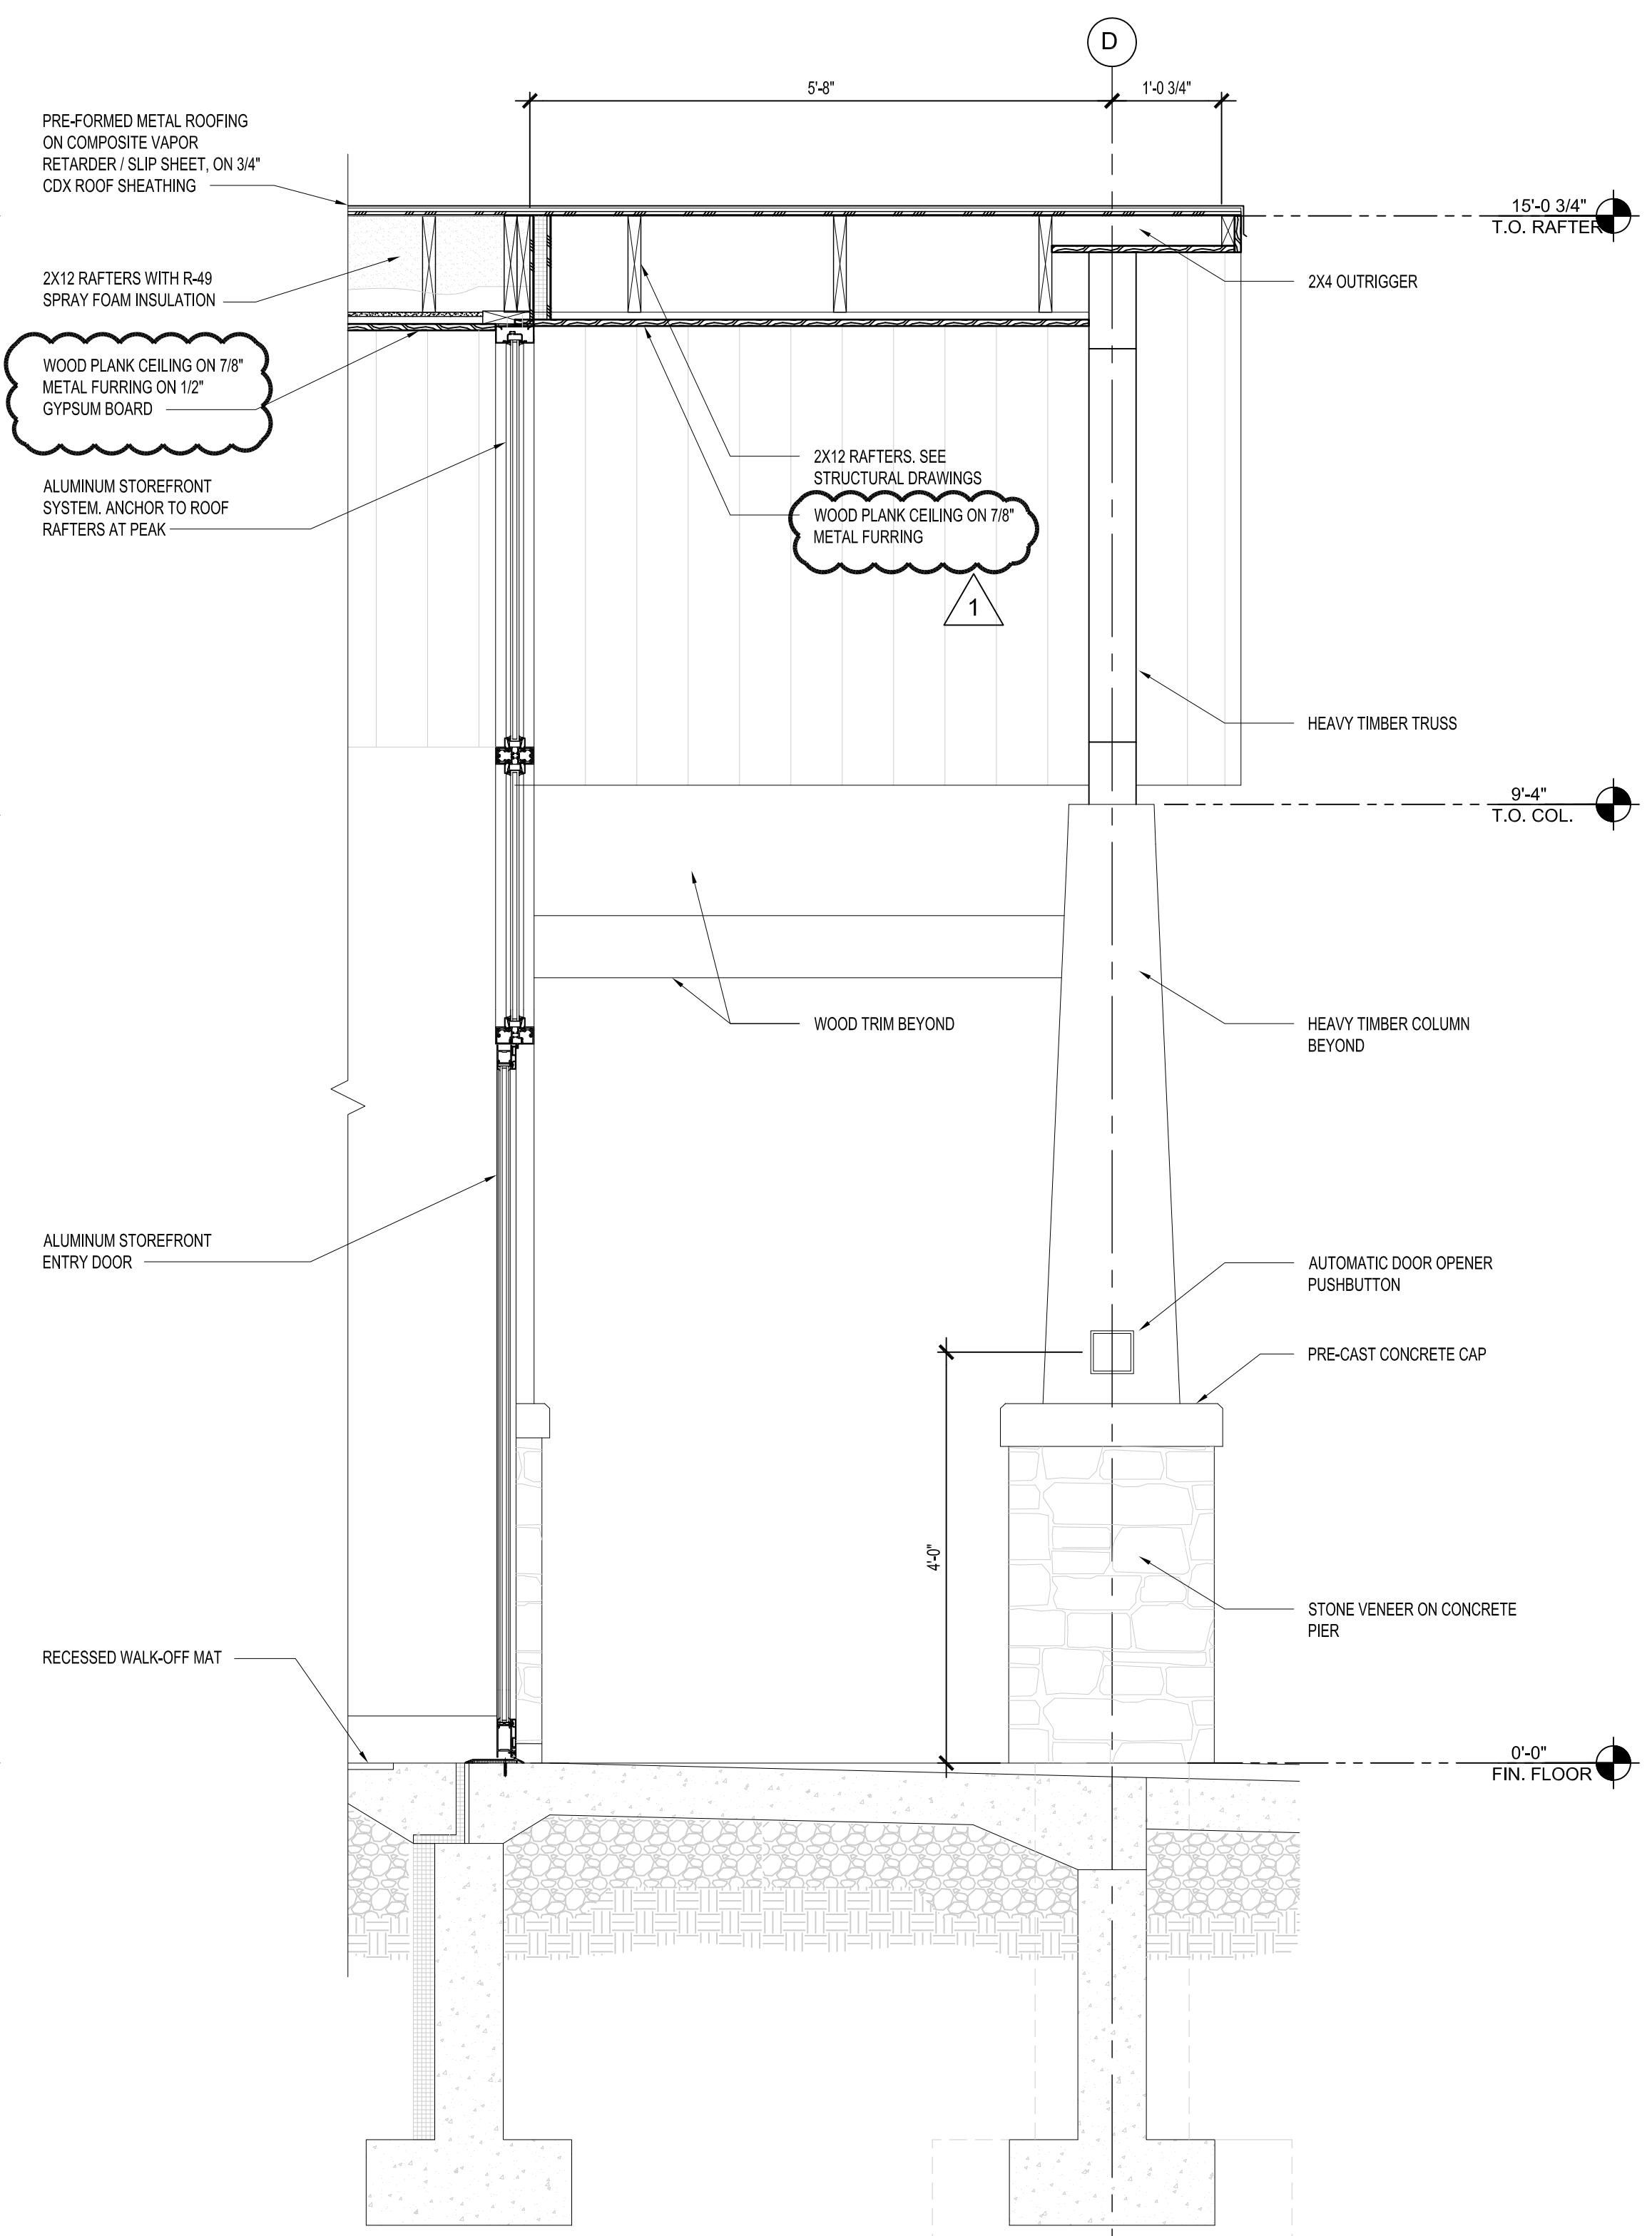 D
5'-8"
1'-0 3/4"
PRE-FORMED METAL ROOFING
ON COMPOSITE VAPOR
RETARDER / SLIP SHEET, ON 3/4"
CDX ROOF SHEATHING
15'-0 3/4"
T.O. RAFTER
2X12 RAFTERS WITH R-49
SPRAY FOAM INSULATION
2X4 OUTRIGGER
WOOD PLANK CEILING ON 7/8"
METAL FURRING ON 1/2"
GYPSUM BOARD
2X12 RAFTERS. SEE
STRUCTURAL DRAWINGS
WOOD PLANK CEILING ON 7/8"
METAL FURRING
1
ALUMINUM STOREFRONT
SYSTEM. ANCHOR TO ROOF
RAFTERS AT PEAK
HEAVY TIMBER TRUSS
9'-4"
T.O. COL.
WOOD TRIM BEYOND
HEAVY TIMBER COLUMN
BEYOND
ALUMINUM STOREFRONT
ENTRY DOOR
AUTOMATIC DOOR OPENER
PUSHBUTTON
PRE-CAST CONCRETE CAP
4'-0"
STONE VENEER ON CONCRETE
PIER
RECESSED WALK-OFF MAT
0'-0"
FIN. FLOOR